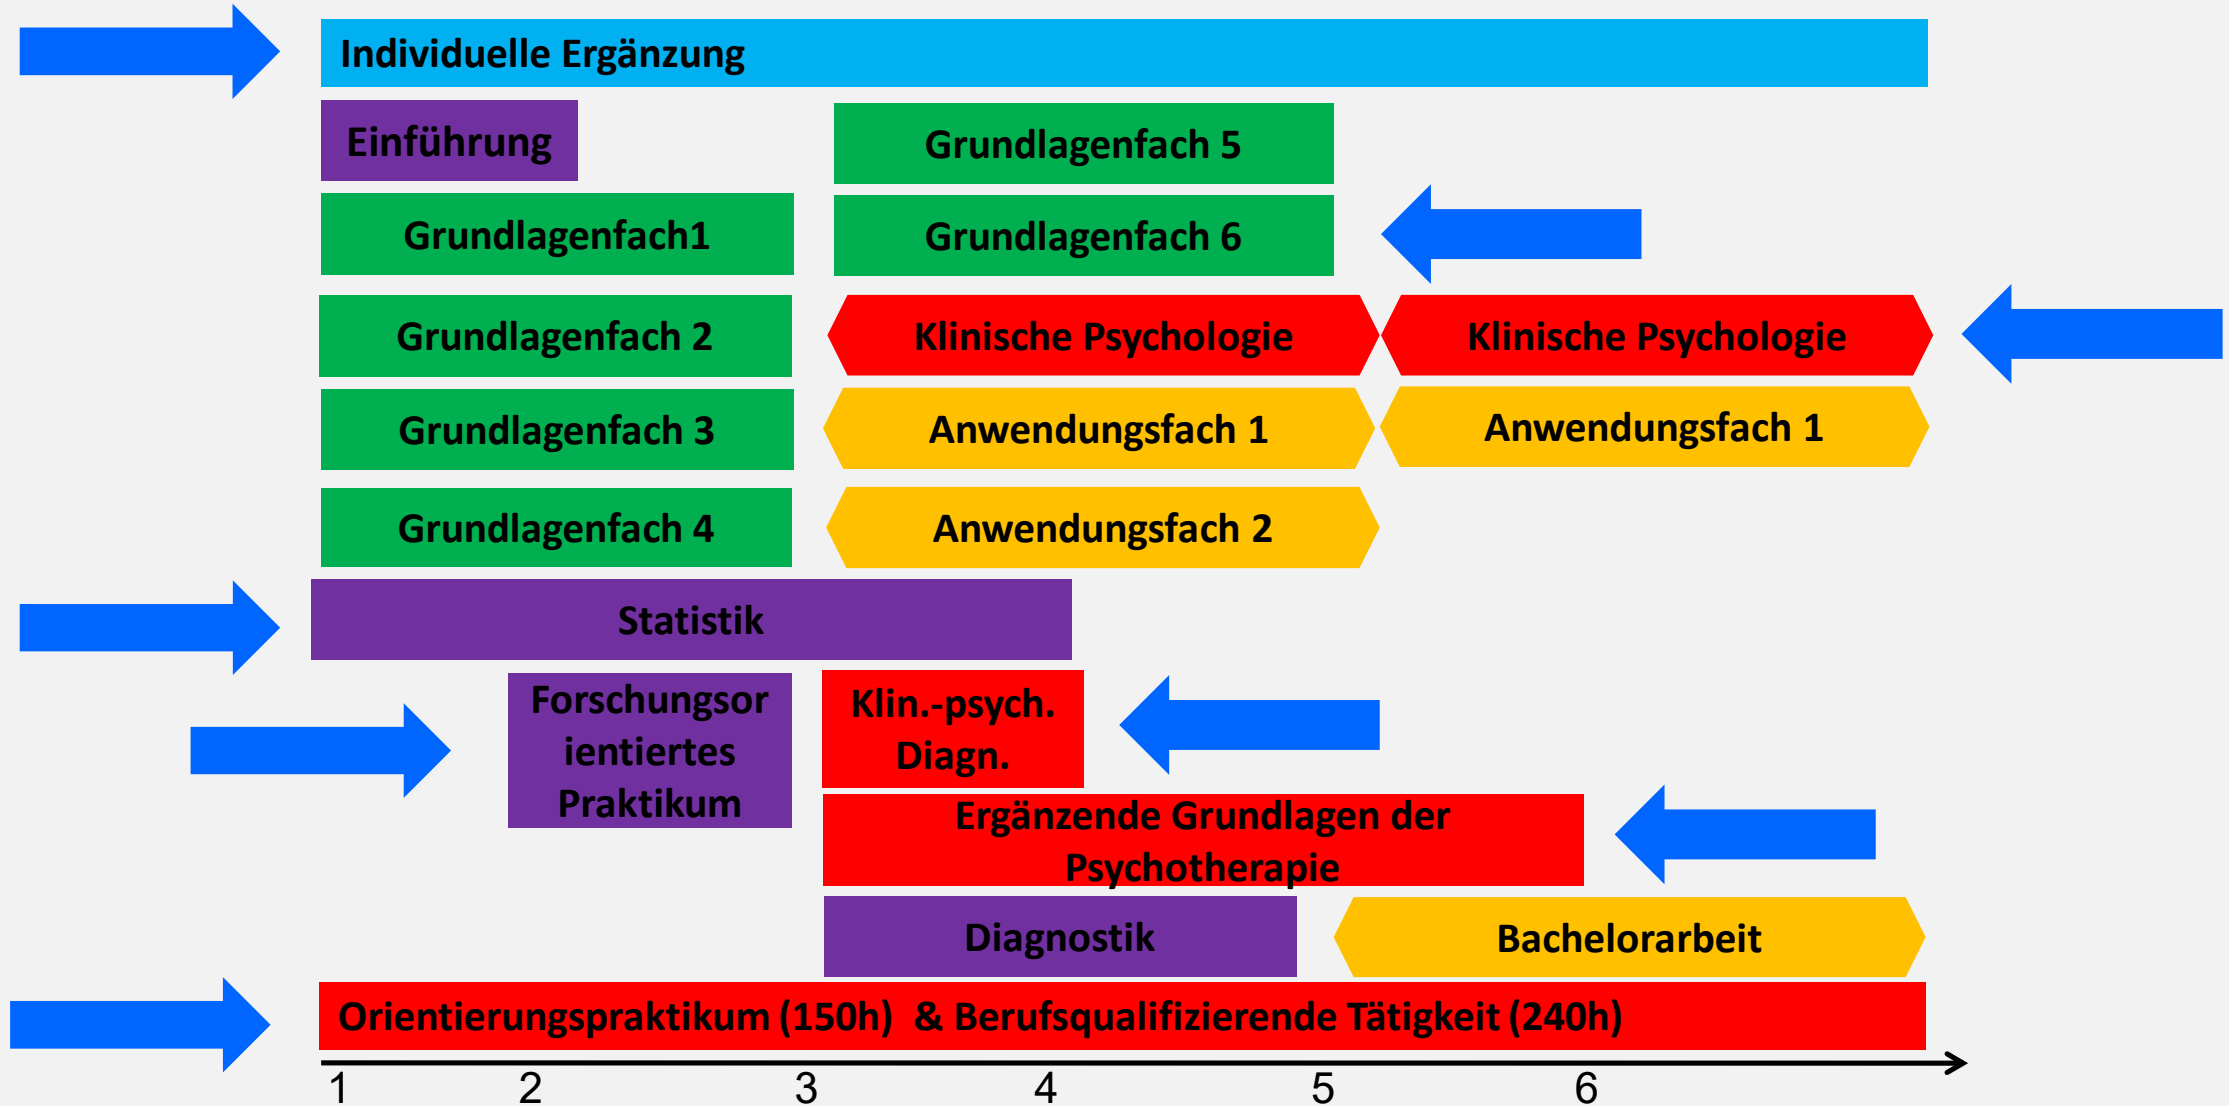 Individuelle Ergänzung
Einführung
Grundlagenfach 5
Grundlagenfach1
Grundlagenfach 6
Grundlagenfach 2
Klinische Psychologie
Klinische Psychologie
Grundlagenfach 3
Anwendungsfach 1
Anwendungsfach 1
Grundlagenfach 4
Anwendungsfach 2
Statistik
Forschungsor
ientiertes
Praktikum
Klin.-psych.
Diagn.
Ergänzende Grundlagen der
Psychotherapie
Diagnostik
Bachelorarbeit
Orientierungspraktikum (150h) & Berufsqualifizierende Tätigkeit (240h)
1 2 3 4 5 6